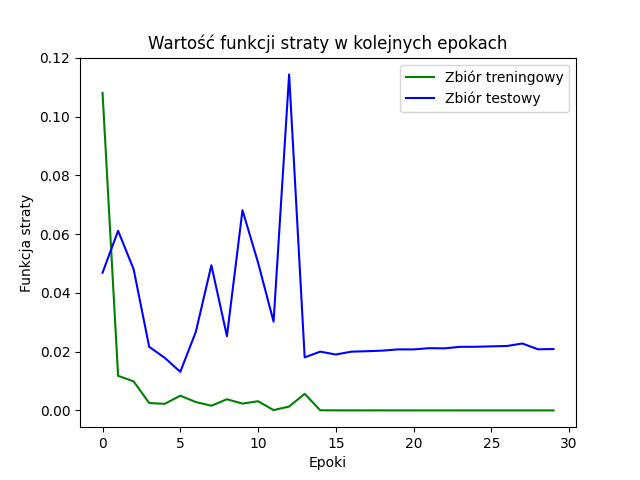 Wartość funkcji straty w kolejnych epokach
0.12
0.10
0.08
0.06
0.04
0.02
0.00
Funkcja straty
Zbiór treningowy
Zbiór testowy
0 5 10 15 20 25 30
Epoki